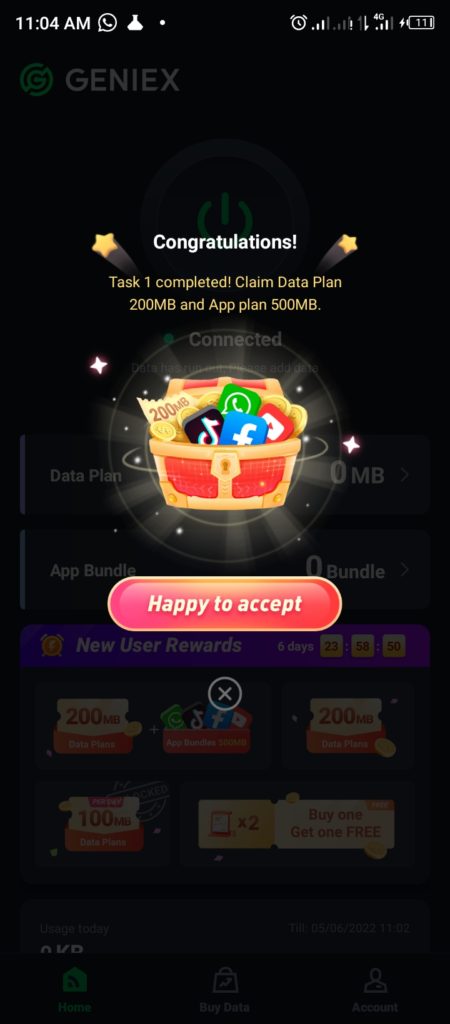 11:04 AM
4G
11
GENIEX
Congratulations!
Task 1 completed! Claim Data Plan
200MB and App plan 500MB.
Connected
Data has run out. Please add data
200MB
Data Plan
0 MB
App Bundle
0 Bundle
Happy to accept
New User Rewards
6 days 23 : 58 : 50
200MB
Data Plans
+
App Bundles 500MB
200MB
Data Plans
PER DAY
100MB
Data Plans
×2
FREE
Buy one
Get one FREE
Usage today
Till: 05/06/2022 11:02
0 KB
Home
Buy Data
Account